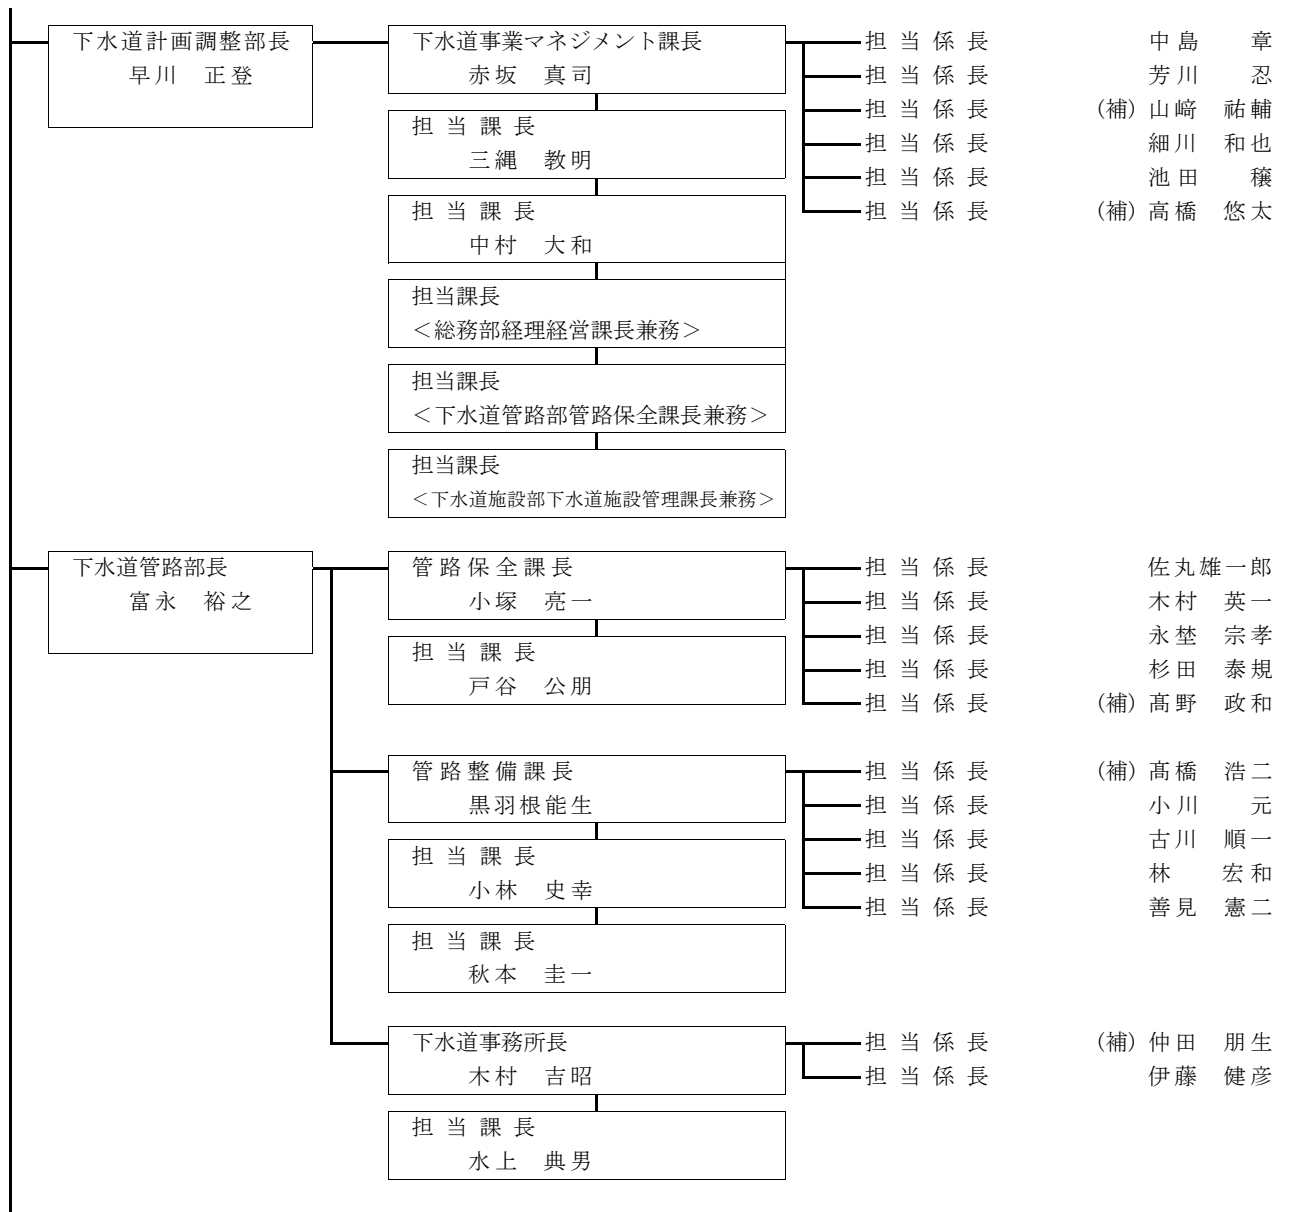 下水道計画調整部長
早川　正登
下水道事業マネジメント課長
赤坂　真司
担当課長
三縄　教明
担当課長
中村　大和
担当課長
＜総務部経理経営課長兼務＞
担当課長
＜下水道管路部管路保全課長兼務＞
担当課長
＜下水道施設部下水道施設管理課長兼務＞
担当係長　中島　章
担当係長　芳川　忍
担当係長　(補) 山﨑　祐輔
担当係長　細川　和也
担当係長　池田　穣
担当係長　(補) 高橋　悠太
下水道管路部長
富永　裕之
管路保全課長
小塚　亮一
担当課長
戸谷　公朋
担当係長　佐丸雄一郎
担当係長　木村　英一
担当係長　永埜　宗孝
担当係長　杉田　泰規
担当係長　(補) 髙野　政和
管路整備課長
黒羽根能生
担当課長
小林　史幸
担当課長
秋本　圭一
担当係長　(補) 髙橋　浩二
担当係長　小川　元
担当係長　古川　順一
担当係長　林　宏和
担当係長　善見　憲二
下水道事務所長
木村　吉昭
担当課長
水上　典男
担当係長　(補) 仲田　朋生
担当係長　伊藤　健彦